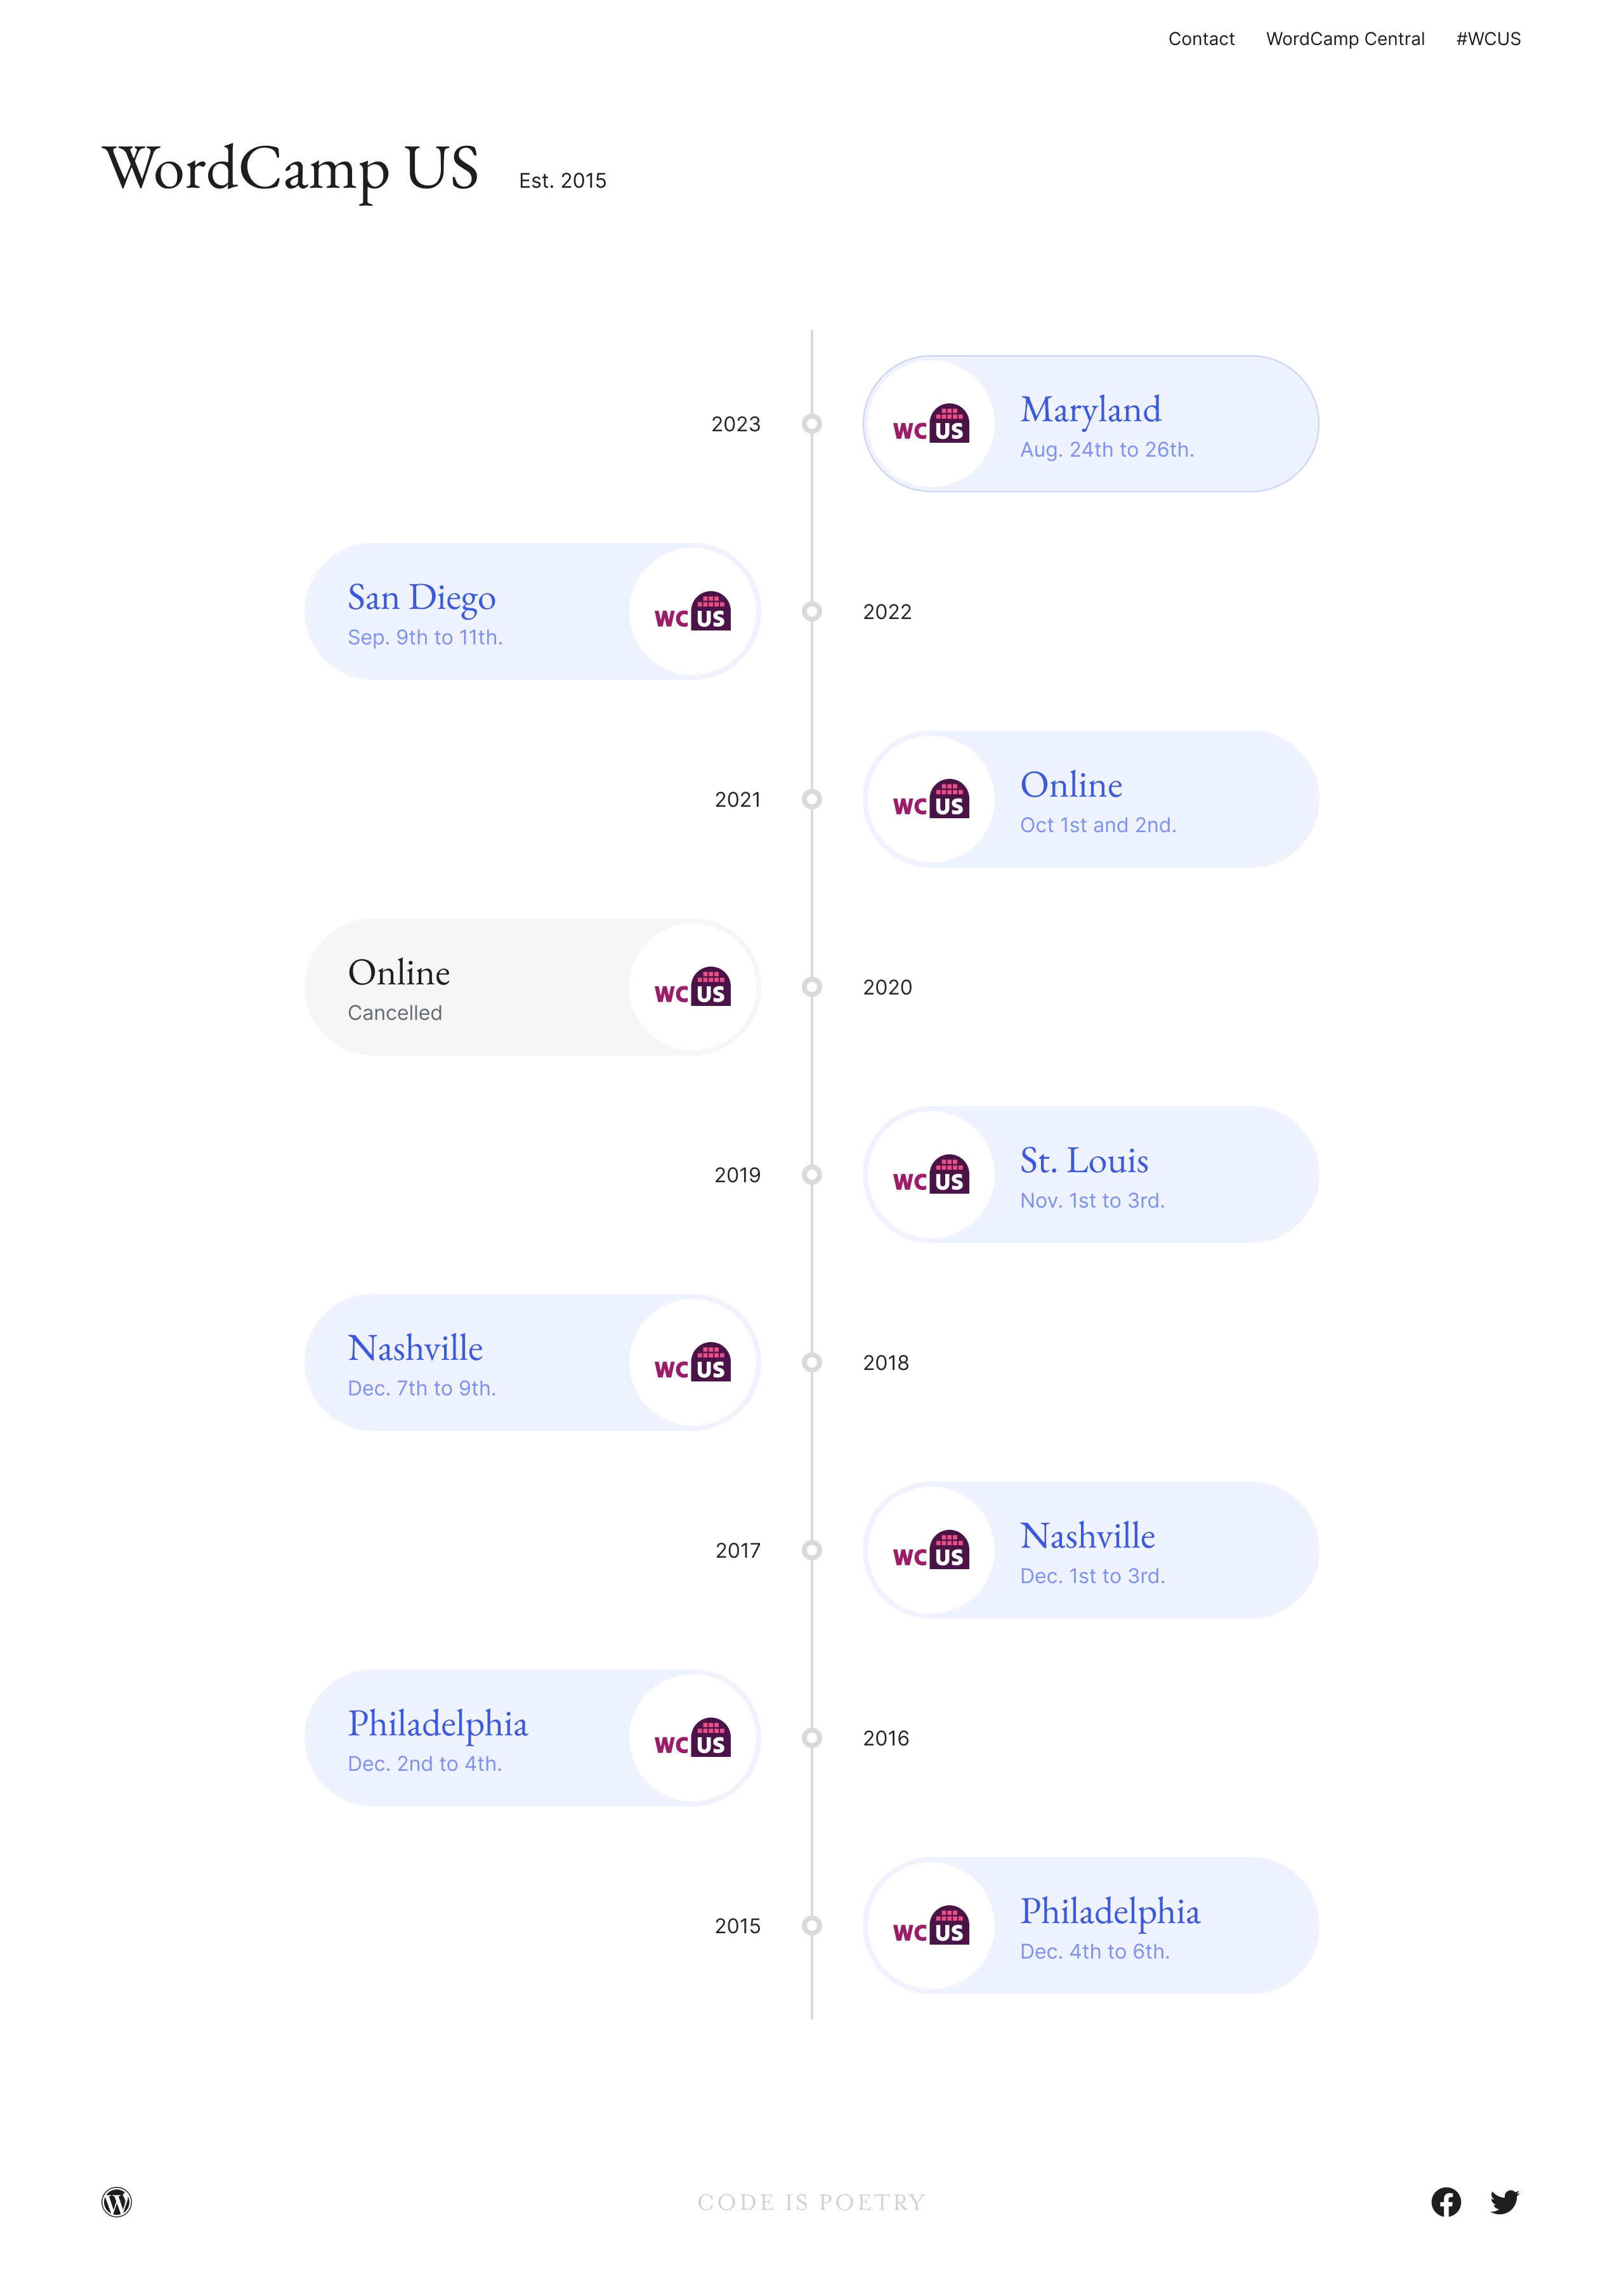 Contact WordCamp Central #WCUS
WordCamp US Est. 2015
2023
WC US
Maryland
Aug. 24th to 26th.
San Diego
Sep. 9th to 11th.
WC US
2022
2021
WC US
Online
Oct 1st and 2nd.
Online
Cancelled
WC US
2020
2019
WC US
St. Louis
Nov. 1st to 3rd.
Nashville
Dec. 7th to 9th.
WC US
2018
2017
WC US
Nashville
Dec. 1st to 3rd.
Philadelphia
Dec. 2nd to 4th.
WC US
2016
2015
WC US
Philadelphia
Dec. 4th to 6th.
CODE IS POETRY